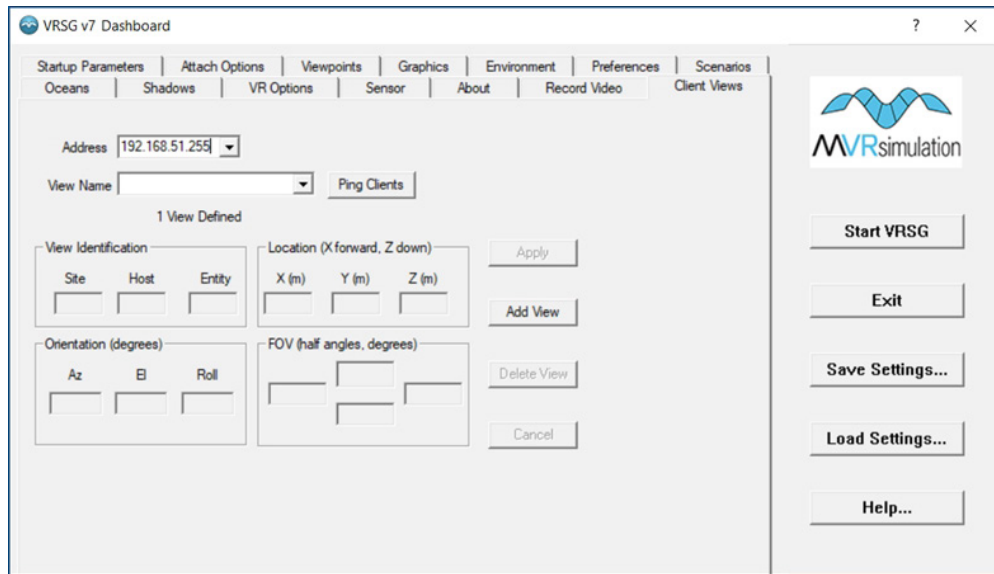 VRSG v7 Dashboard
Startup Parameters Attach Options Viewpoints Graphics Environment Preferences Scenarios
Oceans Shadows VR Options Sensor About Record Video Client Views
Address 192.168.51.255
View Name Ping Clients
1 View Defined
View Identification
Site Host Entity
Location (X forward, Z down)
X (m) Y (m) Z (m)
Orientation (degrees)
Az El Roll
FOV (half angles, degrees)
Apply
Add View
Delete View
Cancel
MVRsimulation
Start VRSG
Exit
Save Settings...
Load Settings...
Help...